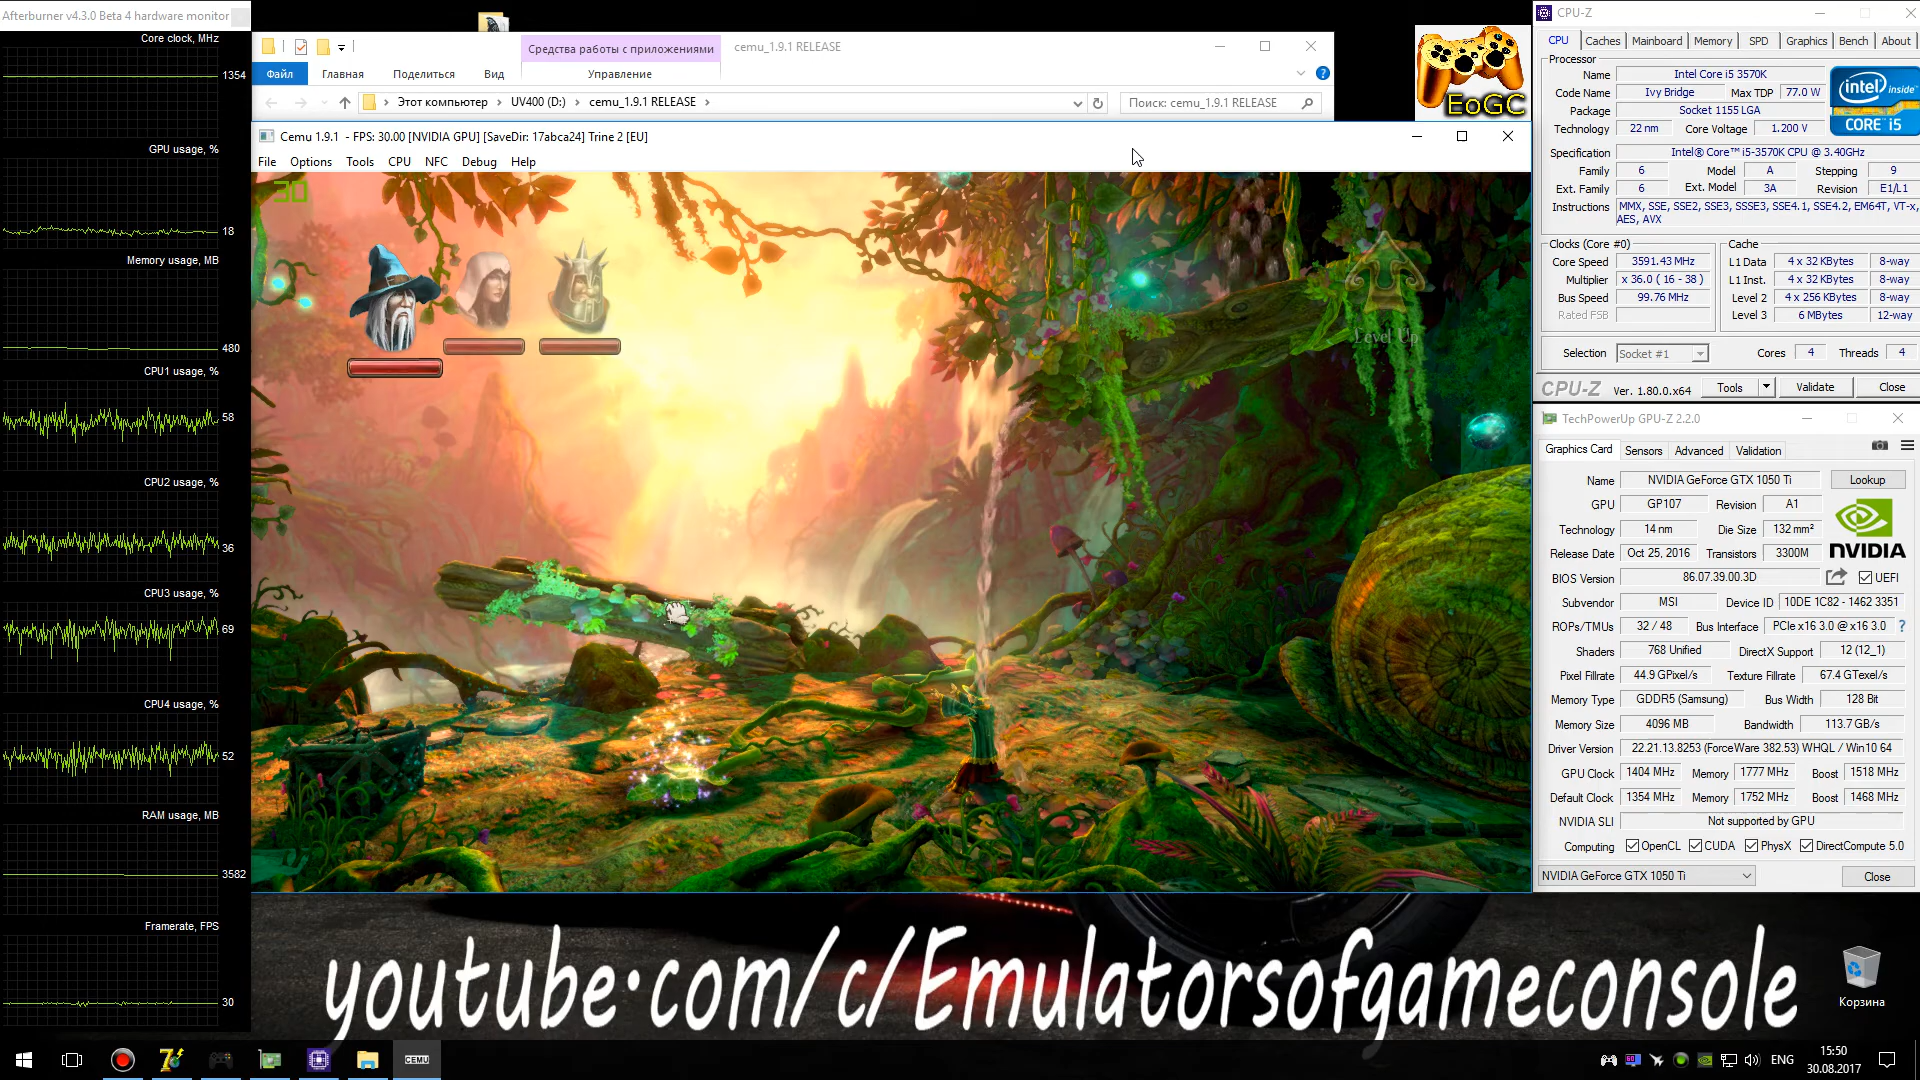 Afterburner v4.3.0 Beta 4 hardware monitor
Core clock, MHz
1354
GPU usage, %
18
Memory usage, MB
480
CPU1 usage, %
58
CPU2 usage, %
36
CPU3 usage, %
69
CPU4 usage, %
52
RAM usage, MB
3582
Framerate, FPS
30
Средства работы с приложениями
cemu_1.9.1 RELEASE
Файл Главная Поделиться Вид Управление
Этот компьютер UV400 (D:) cemu_1.9.1 RELEASE
Поиск: cemu_1.9.1 RELEASE
EoGC
Cemu 1.9.1 - FPS: 30.00 [NVIDIA GPU] [SaveDir: 17abca24] Trine 2 [EU]
File Options Tools CPU NFC Debug Help
30
Level Up
CPU-Z
CPU Caches Mainboard Memory SPD Graphics Bench About
Processor
Name Intel Core i5 3570K
Code Name Ivy Bridge Max TDP 77.0 W
Package Socket 1155 LGA
Technology 22 nm Core Voltage 1.200 V
intel inside™
CORE™ i5
Specification Intel® Core™ i5-3570K CPU @ 3.40GHz
Family 6 Model A Stepping 9
Ext. Family 6 Ext. Model 3A Revision E1/L1
Instructions MMX, SSE, SSE2, SSE3, SSSE3, SSE4.1, SSE4.2, EM64T, VT-x,
AES, AVX
Clocks (Core #0)
Core Speed 3591.43 MHz
Multiplier x 36.0 ( 16 - 38 )
Bus Speed 99.76 MHz
Rated FSB
Cache
L1 Data 4 x 32 KBytes 8-way
L1 Inst. 4 x 32 KBytes 8-way
Level 2 4 x 256 KBytes 8-way
Level 3 6 MBytes 12-way
Selection Socket #1 Cores 4 Threads 4
CPU-Z Ver. 1.80.0.x64 Tools Validate Close
TechPowerUp GPU-Z 2.2.0
Graphics Card Sensors Advanced Validation
Name NVIDIA GeForce GTX 1050 Ti Lookup
GPU GP107 Revision A1
Technology 14 nm Die Size 132 mm²
Release Date Oct 25, 2016 Transistors 3300M
NVIDIA
BIOS Version 86.07.39.00.3D UEFI
Subvendor MSI Device ID 10DE 1C82 - 1462 3351
ROPs/TMUs 32 / 48 Bus Interface PCIe x16 3.0 @ x16 3.0 ?
Shaders 768 Unified DirectX Support 12 (12_1)
Pixel Fillrate 44.9 GPixel/s Texture Fillrate 67.4 GTexel/s
Memory Type GDDR5 (Samsung) Bus Width 128 Bit
Memory Size 4096 MB Bandwidth 113.7 GB/s
Driver Version 22.21.13.8253 (ForceWare 382.53) WHQL / Win10 64
GPU Clock 1404 MHz Memory 1777 MHz Boost 1518 MHz
Default Clock 1354 MHz Memory 1752 MHz Boost 1468 MHz
NVIDIA SLI Not supported by GPU
Computing OpenCL CUDA PhysX DirectCompute 5.0
NVIDIA GeForce GTX 1050 Ti Close
youtube.com/c/Emulatorsofgameconsole
Корзина
CEMU
60
ENG
15:50
30.08.2017